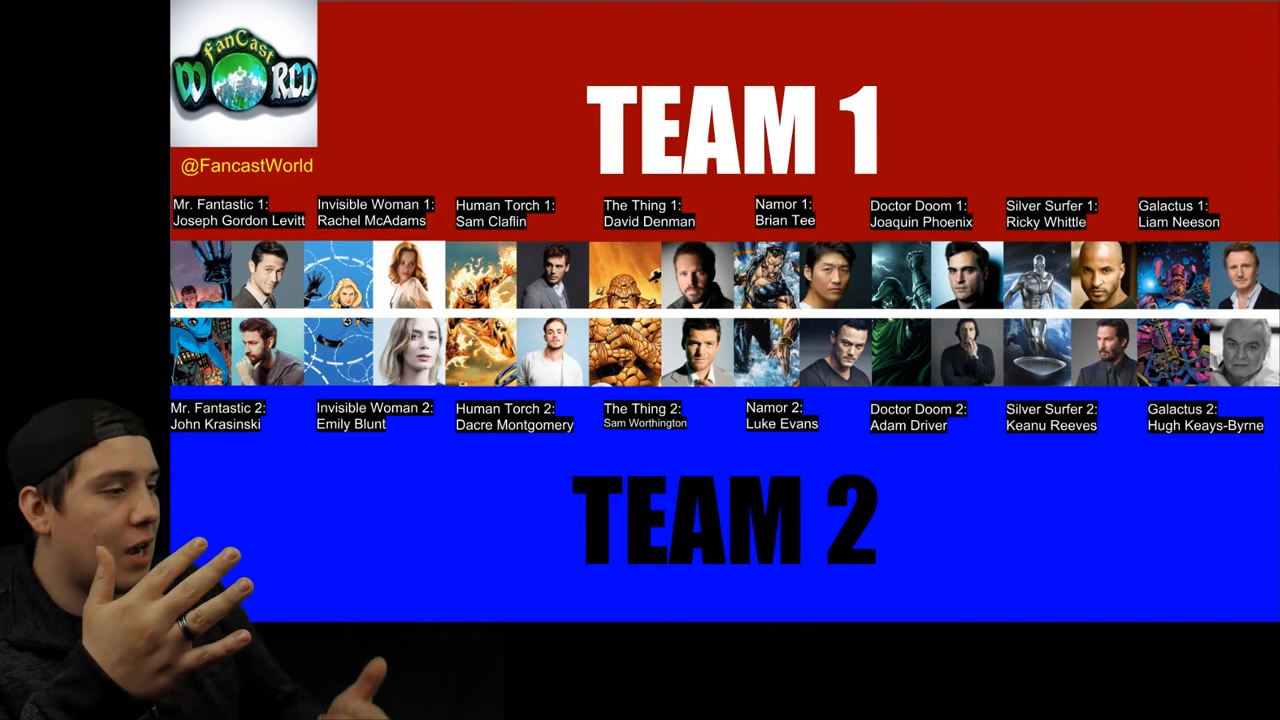 FanCast
WORLD
TEAM 1
@FancastWorld
Mr. Fantastic 1:
Joseph Gordon Levitt
Invisible Woman 1:
Rachel McAdams
Human Torch 1:
Sam Claflin
The Thing 1:
David Denman
Namor 1:
Brian Tee
Doctor Doom 1:
Joaquin Phoenix
Silver Surfer 1:
Ricky Whittle
Galactus 1:
Liam Neeson
Mr. Fantastic 2:
John Krasinski
Invisible Woman 2:
Emily Blunt
Human Torch 2:
Dacre Montgomery
The Thing 2:
Sam Worthington
Namor 2:
Luke Evans
Doctor Doom 2:
Adam Driver
Silver Surfer 2:
Keanu Reeves
Galactus 2:
Hugh Keays-Byrne
TEAM 2